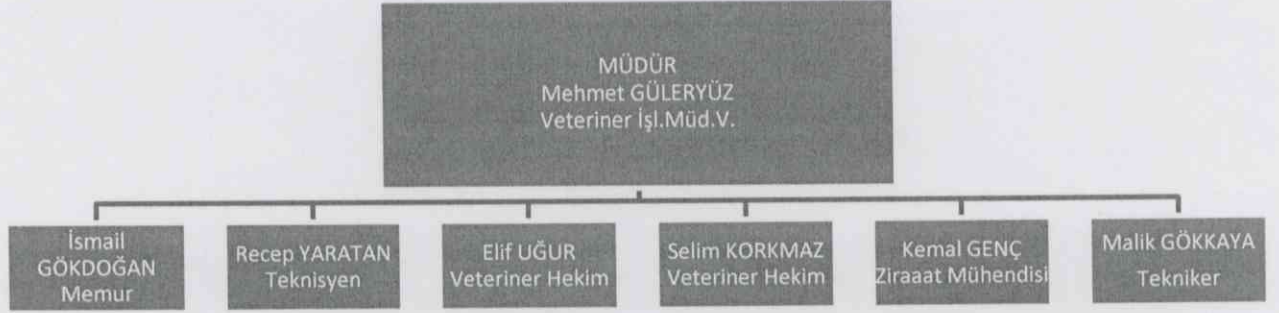 MÜDÜR
Mehmet GÜLERYÜZ
Veteriner İşl.Müd.V.
İsmail
GÖKDOĞAN
Memur
Recep YARATAN
Teknisyen
Elif UĞUR
Veteriner Hekim
Selim KORKMAZ
Veteriner Hekim
Kemal GENÇ
Ziraaat Mühendisi
Malik GÖKKAYA
Tekniker